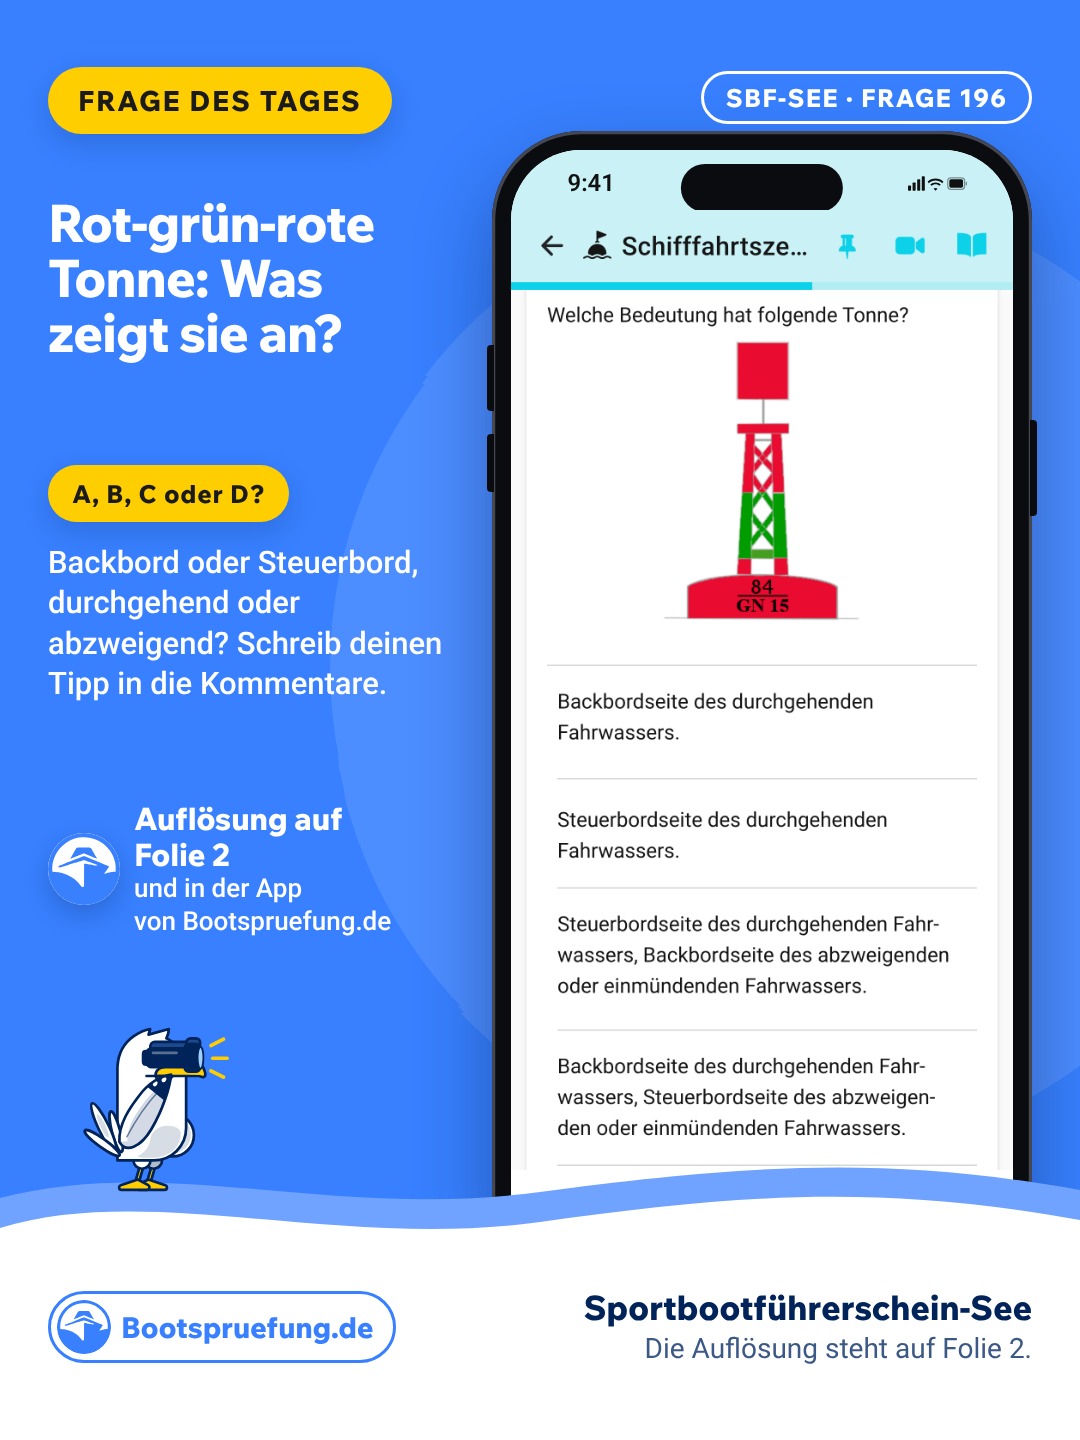 FRAGE DES TAGES
SBF-SEE · FRAGE 196
Rot-grün-rote
Tonne: Was
zeigt sie an?
A, B, C oder D?
Backbord oder Steuerbord,
durchgehend oder
abzweigend? Schreib deinen
Tipp in die Kommentare.
Auflösung auf
Folie 2
und in der App
von Bootspruefung.de
9:41
Schifffahrtsze...
Welche Bedeutung hat folgende Tonne?
84
GN 15
Backbordseite des durchgehenden
Fahrwassers.
Steuerbordseite des durchgehenden
Fahrwassers.
Steuerbordseite des durchgehenden Fahr-
wassers, Backbordseite des abzweigenden
oder einmündenden Fahrwassers.
Backbordseite des durchgehenden Fahr-
wassers, Steuerbordseite des abzweigen-
den oder einmündenden Fahrwassers.
Bootspruefung.de
Sportbootführerschein-See
Die Auflösung steht auf Folie 2.